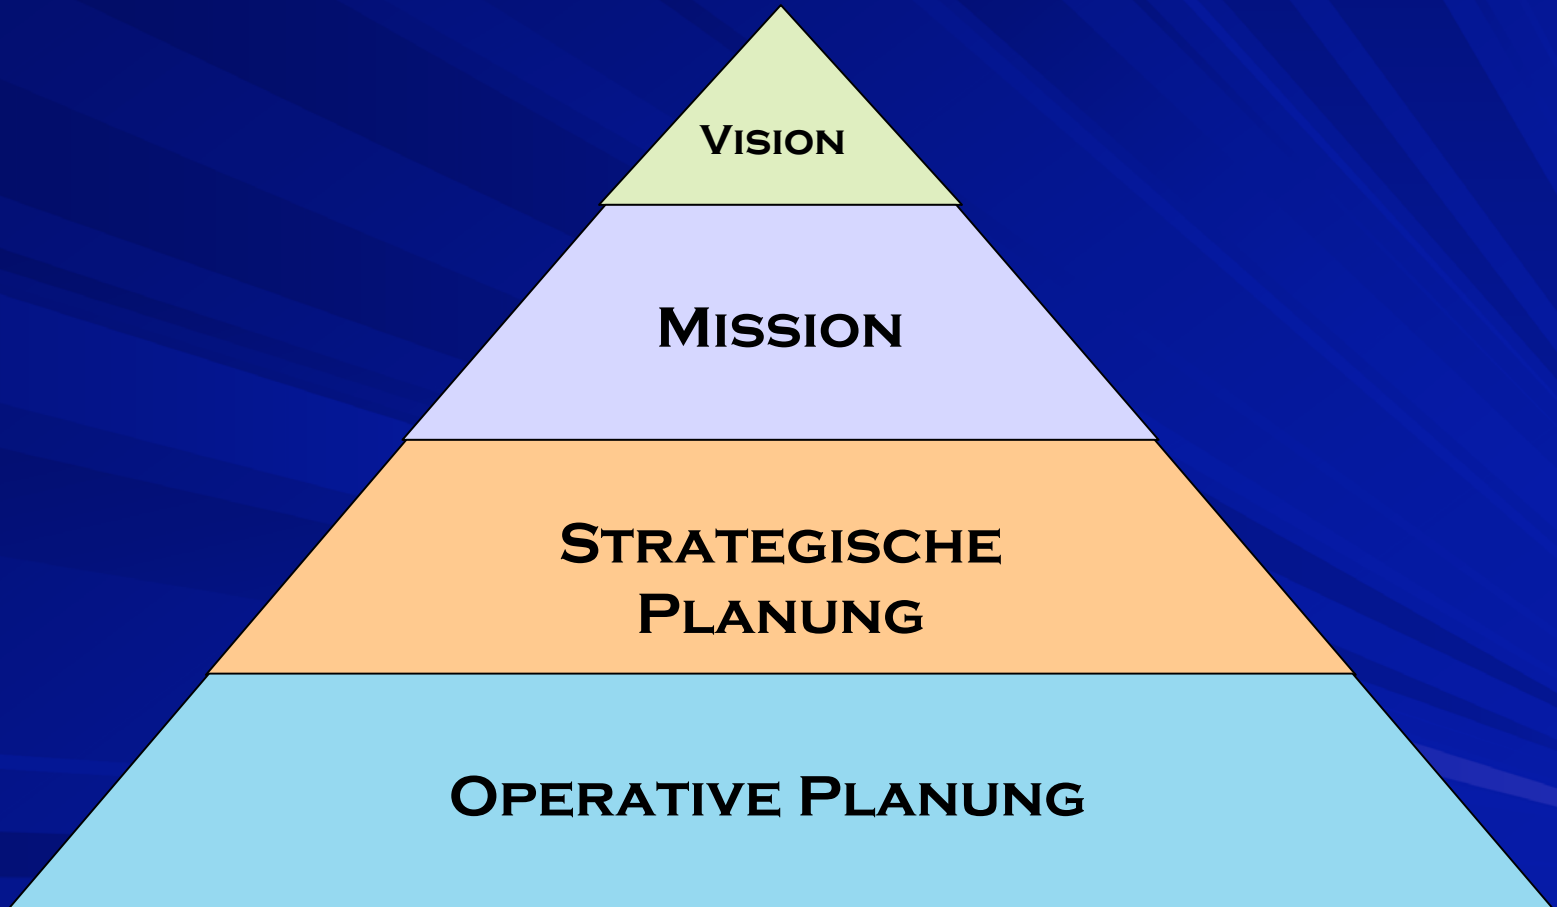 Vision
Mission
Strategische
Planung
Operative Planung